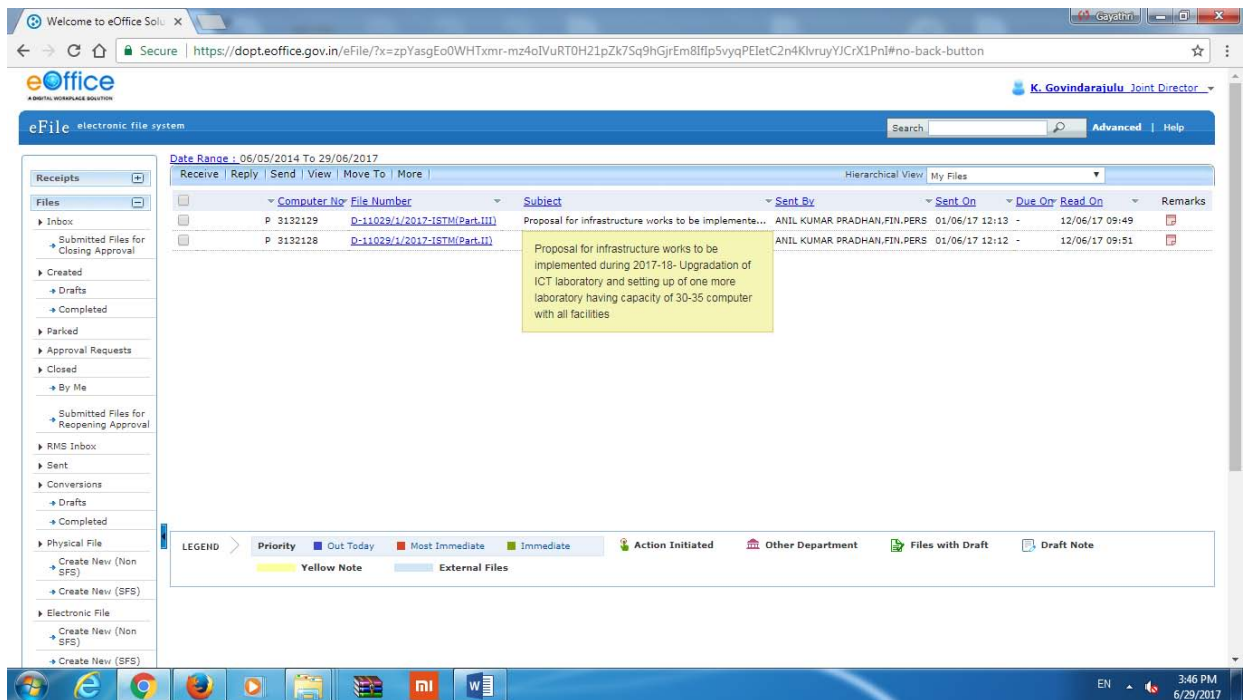 Welcome to eOffice Solu
Gayathri
Secure | https://dopt.eoffice.gov.in/eFile/?x=zpYasgEo0WHTxmr-mz4oIVuRT0H21pZk7Sq9hGjrEm8IfIp5vyqPEIetC2n4KlvruyYJCrX1PnI#no-back-button
eOffice
A DIGITAL WORKPLACE SOLUTION
K. Govindarajulu Joint Director
eFile electronic file system
Search
Advanced | Help
Date Range : 06/05/2014 To 29/06/2017
Receive | Reply | Send | View | Move To | More |
Hierarchical View My Files
Computer No File Number Subject Sent By Sent On Due On Read On Remarks
P 3132129 D-11029/1/2017-ISTM(Part.III) Proposal for infrastructure works to be implemente... ANIL KUMAR PRADHAN,FIN.PERS 01/06/17 12:13 - 12/06/17 09:49
P 3132128 D-11029/1/2017-ISTM(Part.II) ANIL KUMAR PRADHAN,FIN.PERS 01/06/17 12:12 - 12/06/17 09:51
Proposal for infrastructure works to be
implemented during 2017-18- Upgradation of
ICT laboratory and setting up of one more
laboratory having capacity of 30-35 computer
with all facilities
Receipts
Files
Inbox
Submitted Files for
Closing Approval
Created
Drafts
Completed
Parked
Approval Requests
Closed
By Me
Submitted Files for
Reopening Approval
RMS Inbox
Sent
Conversions
Drafts
Completed
Physical File
Create New (Non
SFS)
Create New (SFS)
Electronic File
Create New (Non
SFS)
Create New (SFS)
LEGEND Priority Out Today Most Immediate Immediate Action Initiated Other Department Files with Draft Draft Note
Yellow Note External Files
EN
3:46 PM
6/29/2017